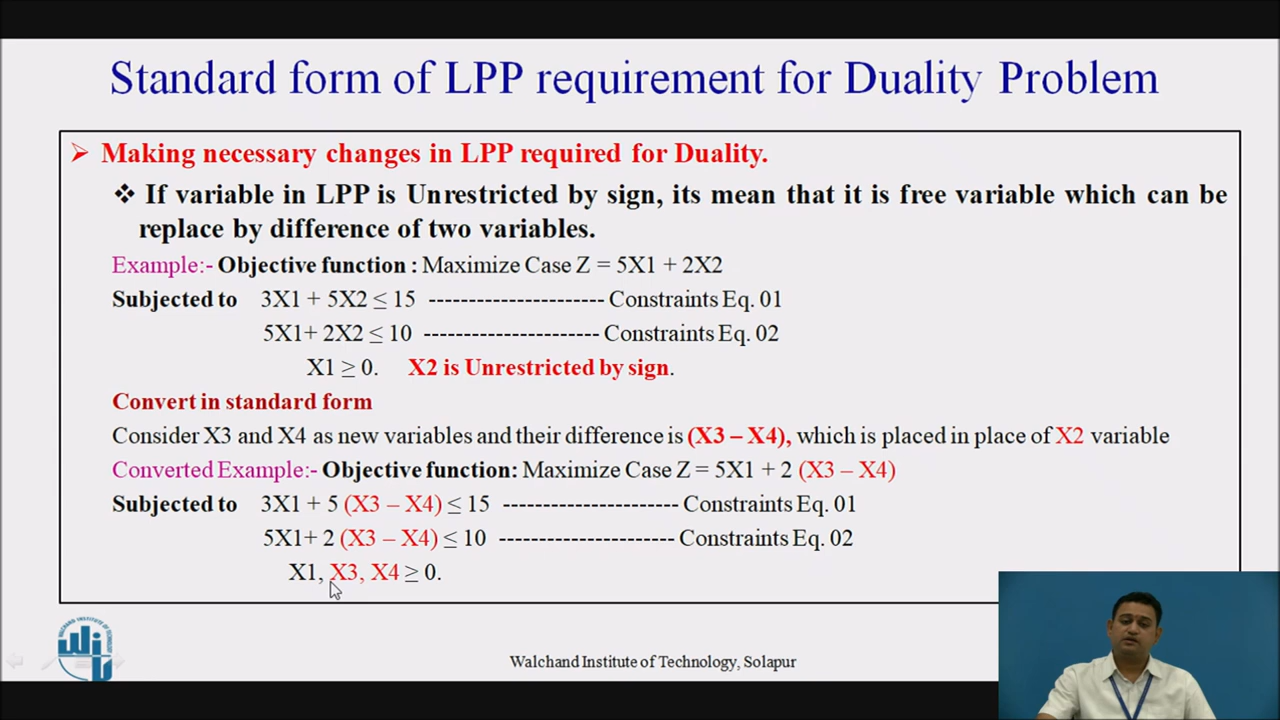 Standard form of LPP requirement for Duality Problem
➢ Making necessary changes in LPP required for Duality.
❖ If variable in LPP is Unrestricted by sign, its mean that it is free variable which can be
replace by difference of two variables.
Example:- Objective function : Maximize Case Z = 5X1 + 2X2
Subjected to 3X1 + 5X2 ≤ 15 ---------------------- Constraints Eq. 01
5X1+ 2X2 ≤ 10 ---------------------- Constraints Eq. 02
X1 ≥ 0. X2 is Unrestricted by sign.
Convert in standard form
Consider X3 and X4 as new variables and their difference is (X3 – X4), which is placed in place of X2 variable
Converted Example:- Objective function: Maximize Case Z = 5X1 + 2 (X3 – X4)
Subjected to 3X1 + 5 (X3 – X4) ≤ 15 ---------------------- Constraints Eq. 01
5X1+ 2 (X3 – X4) ≤ 10 ---------------------- Constraints Eq. 02
X1, X3, X4 ≥ 0.
WALCHAND INSTITUTE OF TECHNOLOGY
WIT
Walchand Institute of Technology, Solapur